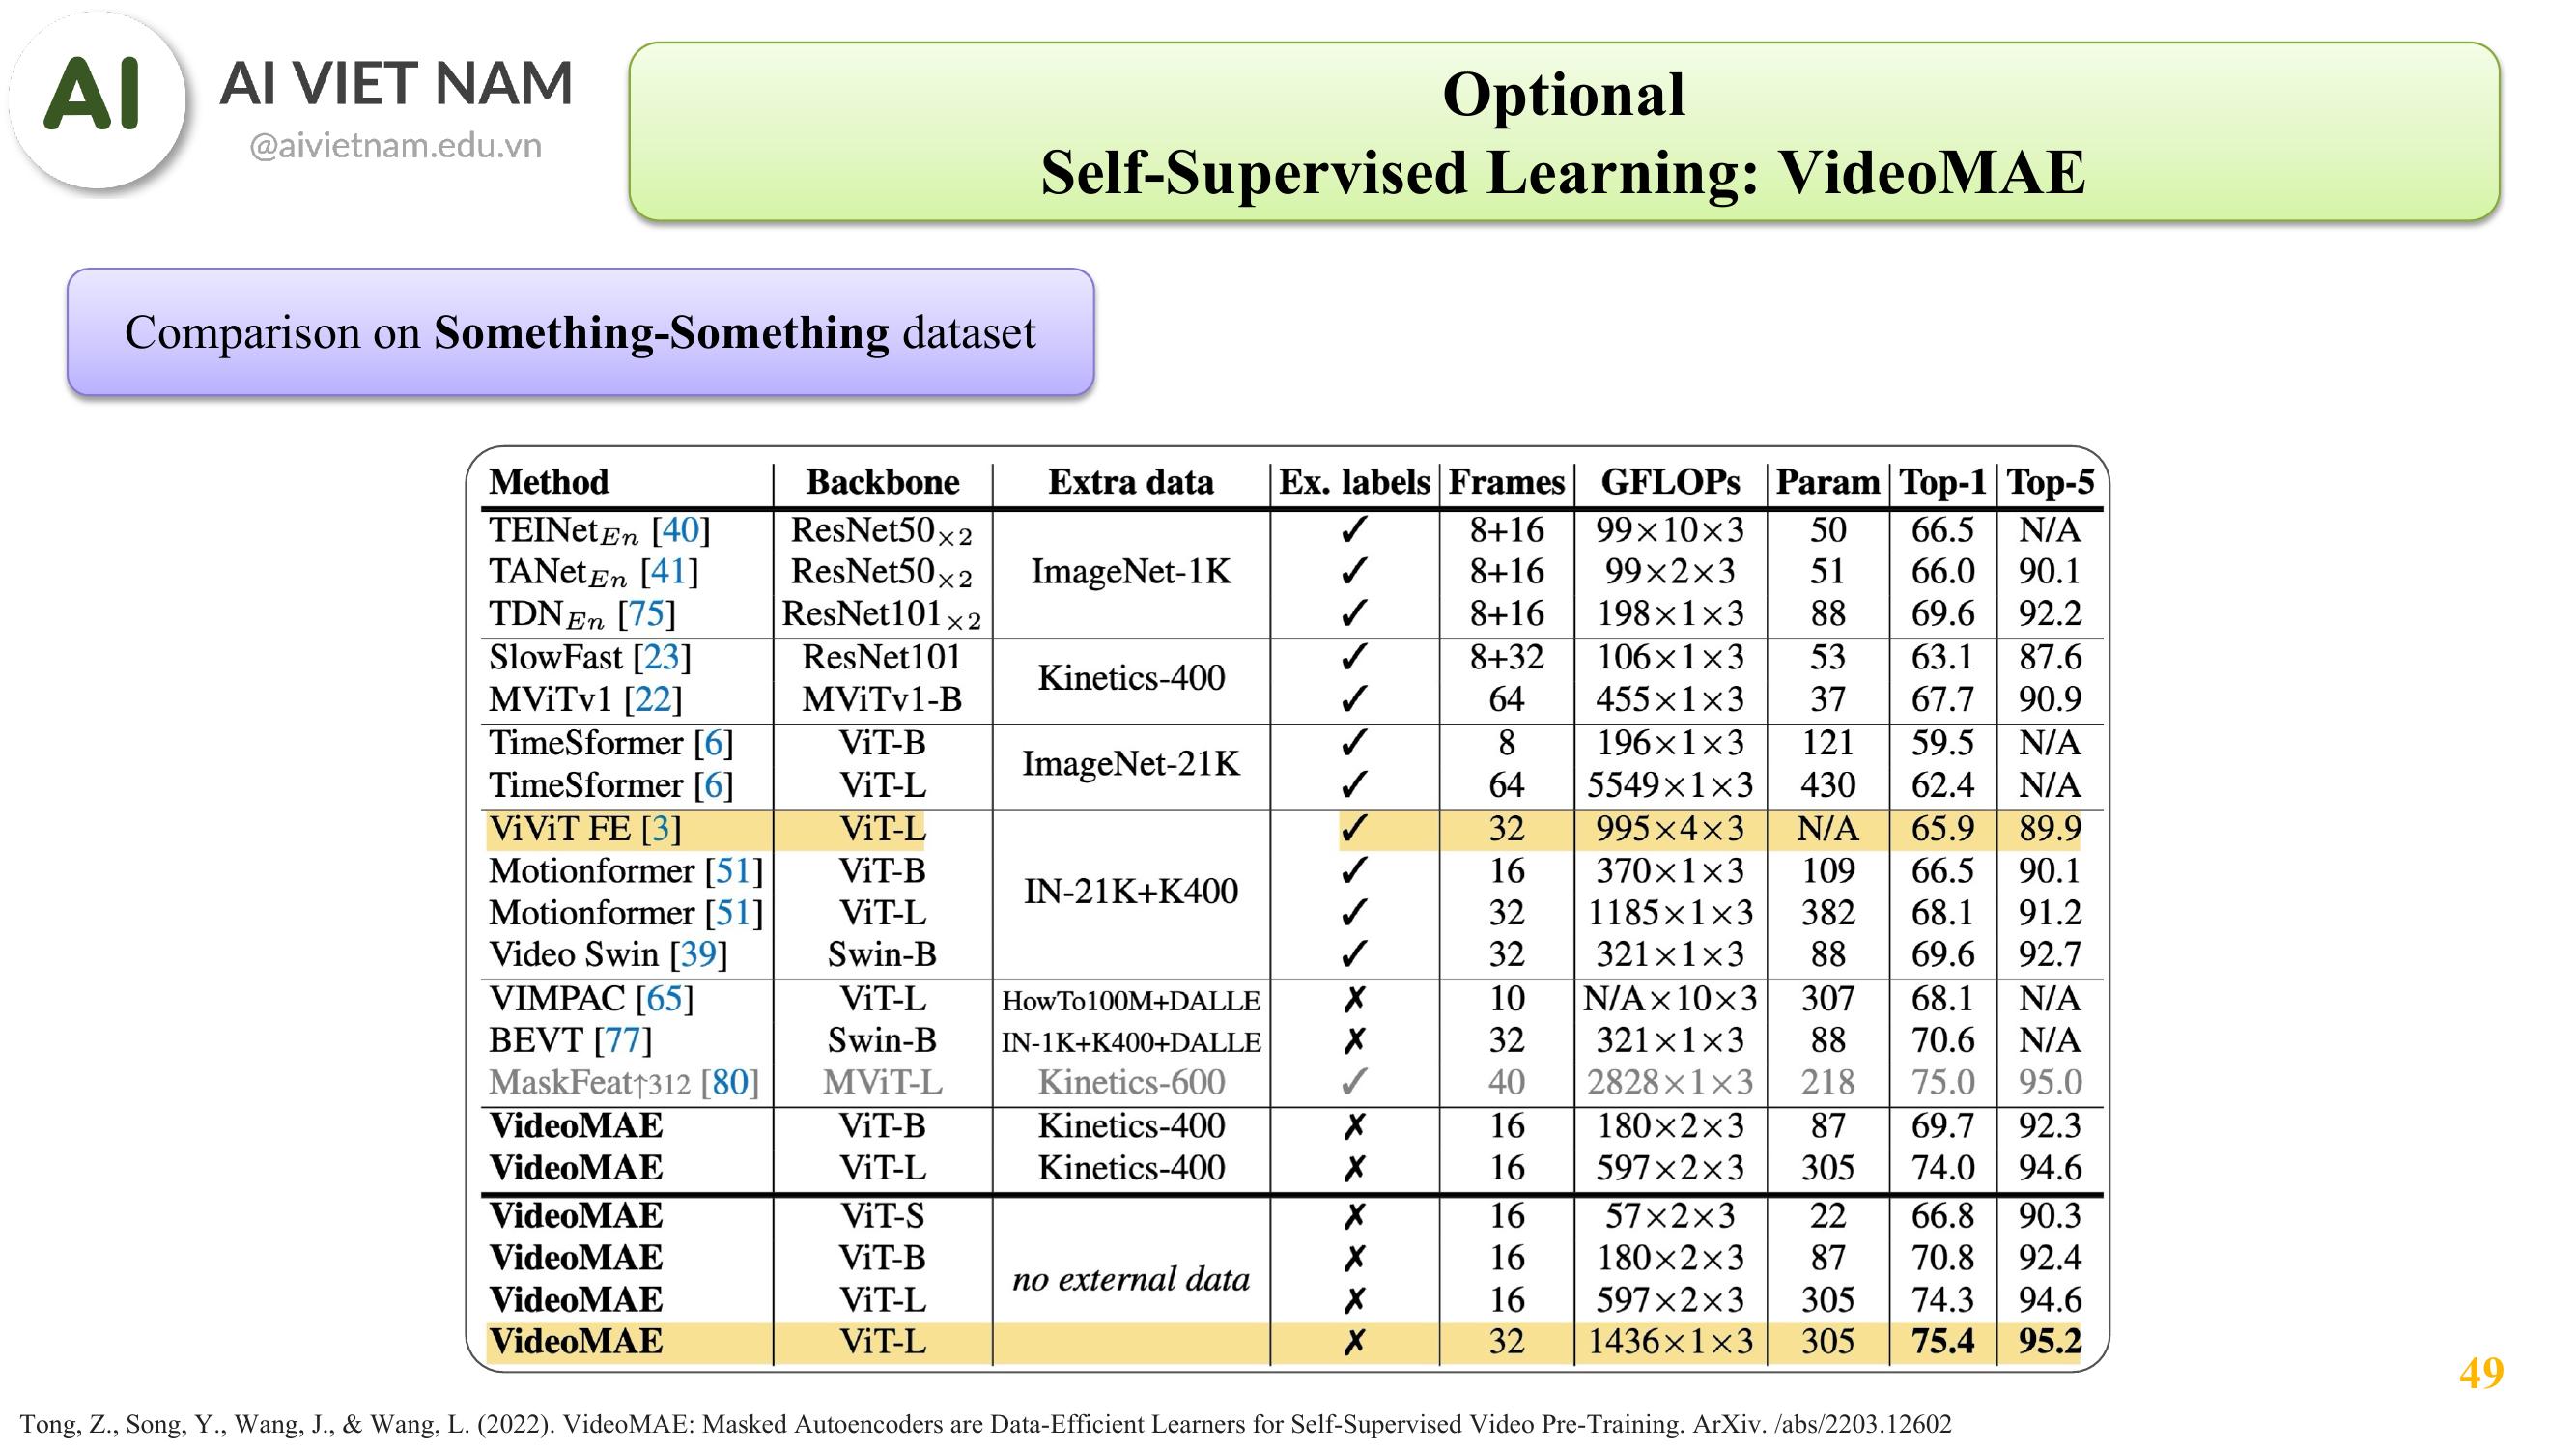 AI
AI VIET NAM
@aivietnam.edu.vn
Optional
Self-Supervised Learning: VideoMAE
Comparison on Something-Something dataset
Method Backbone Extra data Ex. labels Frames GFLOPs Param Top-1 Top-5
TEINet En [40] ResNet50×2 ✓ 8+16 99×10×3 50 66.5 N/A
TANet En [41] ResNet50×2 ImageNet-1K ✓ 8+16 99×2×3 51 66.0 90.1
TDN En [75] ResNet101×2 ✓ 8+16 198×1×3 88 69.6 92.2
SlowFast [23] ResNet101 Kinetics-400 ✓ 8+32 106×1×3 53 63.1 87.6
MViTv1 [22] MViTv1-B ✓ 64 455×1×3 37 67.7 90.9
TimeSformer [6] ViT-B ImageNet-21K ✓ 8 196×1×3 121 59.5 N/A
TimeSformer [6] ViT-L ✓ 64 5549×1×3 430 62.4 N/A
ViViT FE [3] ViT-L ✓ 32 995×4×3 N/A 65.9 89.9
Motionformer [51] ViT-B IN-21K+K400 ✓ 16 370×1×3 109 66.5 90.1
Motionformer [51] ViT-L ✓ 32 1185×1×3 382 68.1 91.2
Video Swin [39] Swin-B ✓ 32 321×1×3 88 69.6 92.7
VIMPAC [65] ViT-L HowTo100M+DALLE ✗ 10 N/A×10×3 307 68.1 N/A
BEVT [77] Swin-B IN-1K+K400+DALLE ✗ 32 321×1×3 88 70.6 N/A
MaskFeat↑312 [80] MViT-L Kinetics-600 ✓ 40 2828×1×3 218 75.0 95.0
VideoMAE ViT-B Kinetics-400 ✗ 16 180×2×3 87 69.7 92.3
VideoMAE ViT-L Kinetics-400 ✗ 16 597×2×3 305 74.0 94.6
VideoMAE ViT-S ✗ 16 57×2×3 22 66.8 90.3
VideoMAE ViT-B no external data ✗ 16 180×2×3 87 70.8 92.4
VideoMAE ViT-L ✗ 16 597×2×3 305 74.3 94.6
VideoMAE ViT-L ✗ 32 1436×1×3 305 75.4 95.2
49
Tong, Z., Song, Y., Wang, J., & Wang, L. (2022). VideoMAE: Masked Autoencoders are Data-Efficient Learners for Self-Supervised Video Pre-Training. ArXiv. /abs/2203.12602